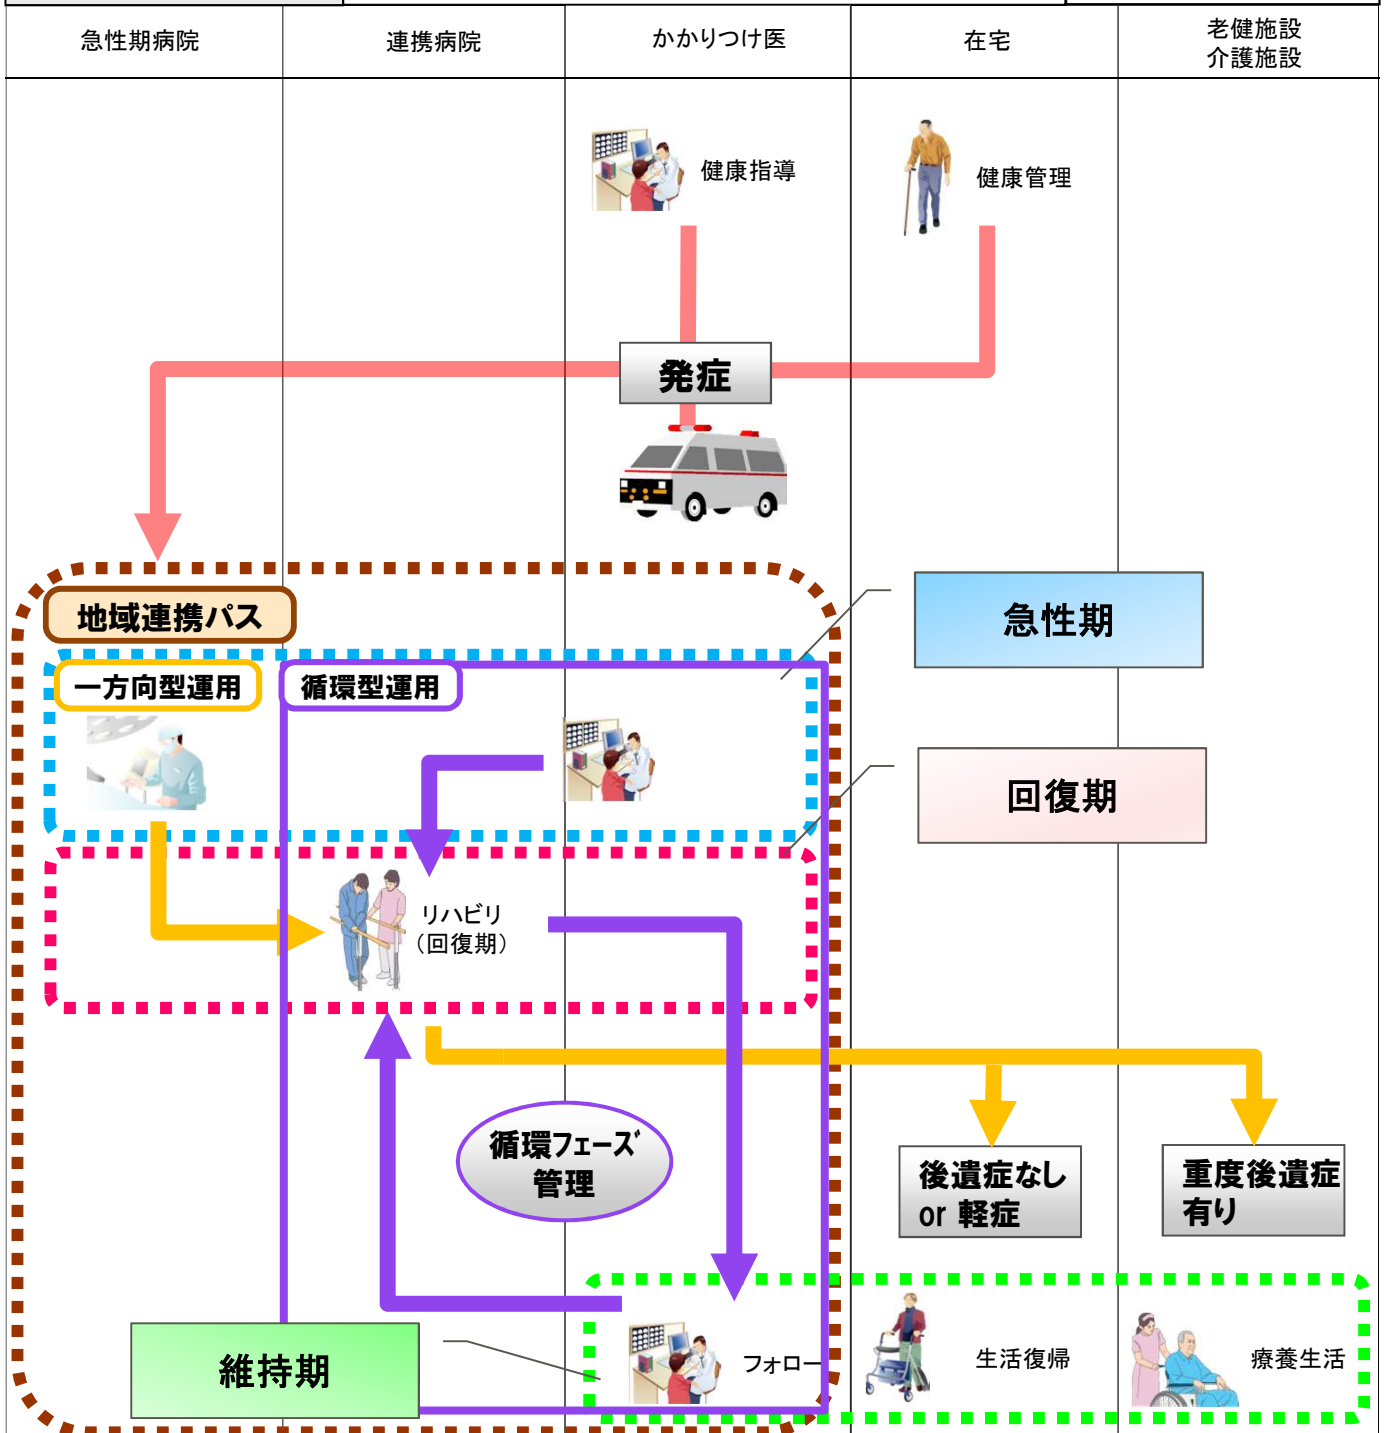 急性期病院
連携病院
かかりつけ医
在宅
老健施設
介護施設
健康指導
健康管理
発症
地域連携パス
急性期
一方向型運用
循環型運用
回復期
リハビリ
（回復期）
循環フェーズ
管理
後遺症なし
or 軽症
重度後遺症
有り
維持期
フォロー
生活復帰
療養生活